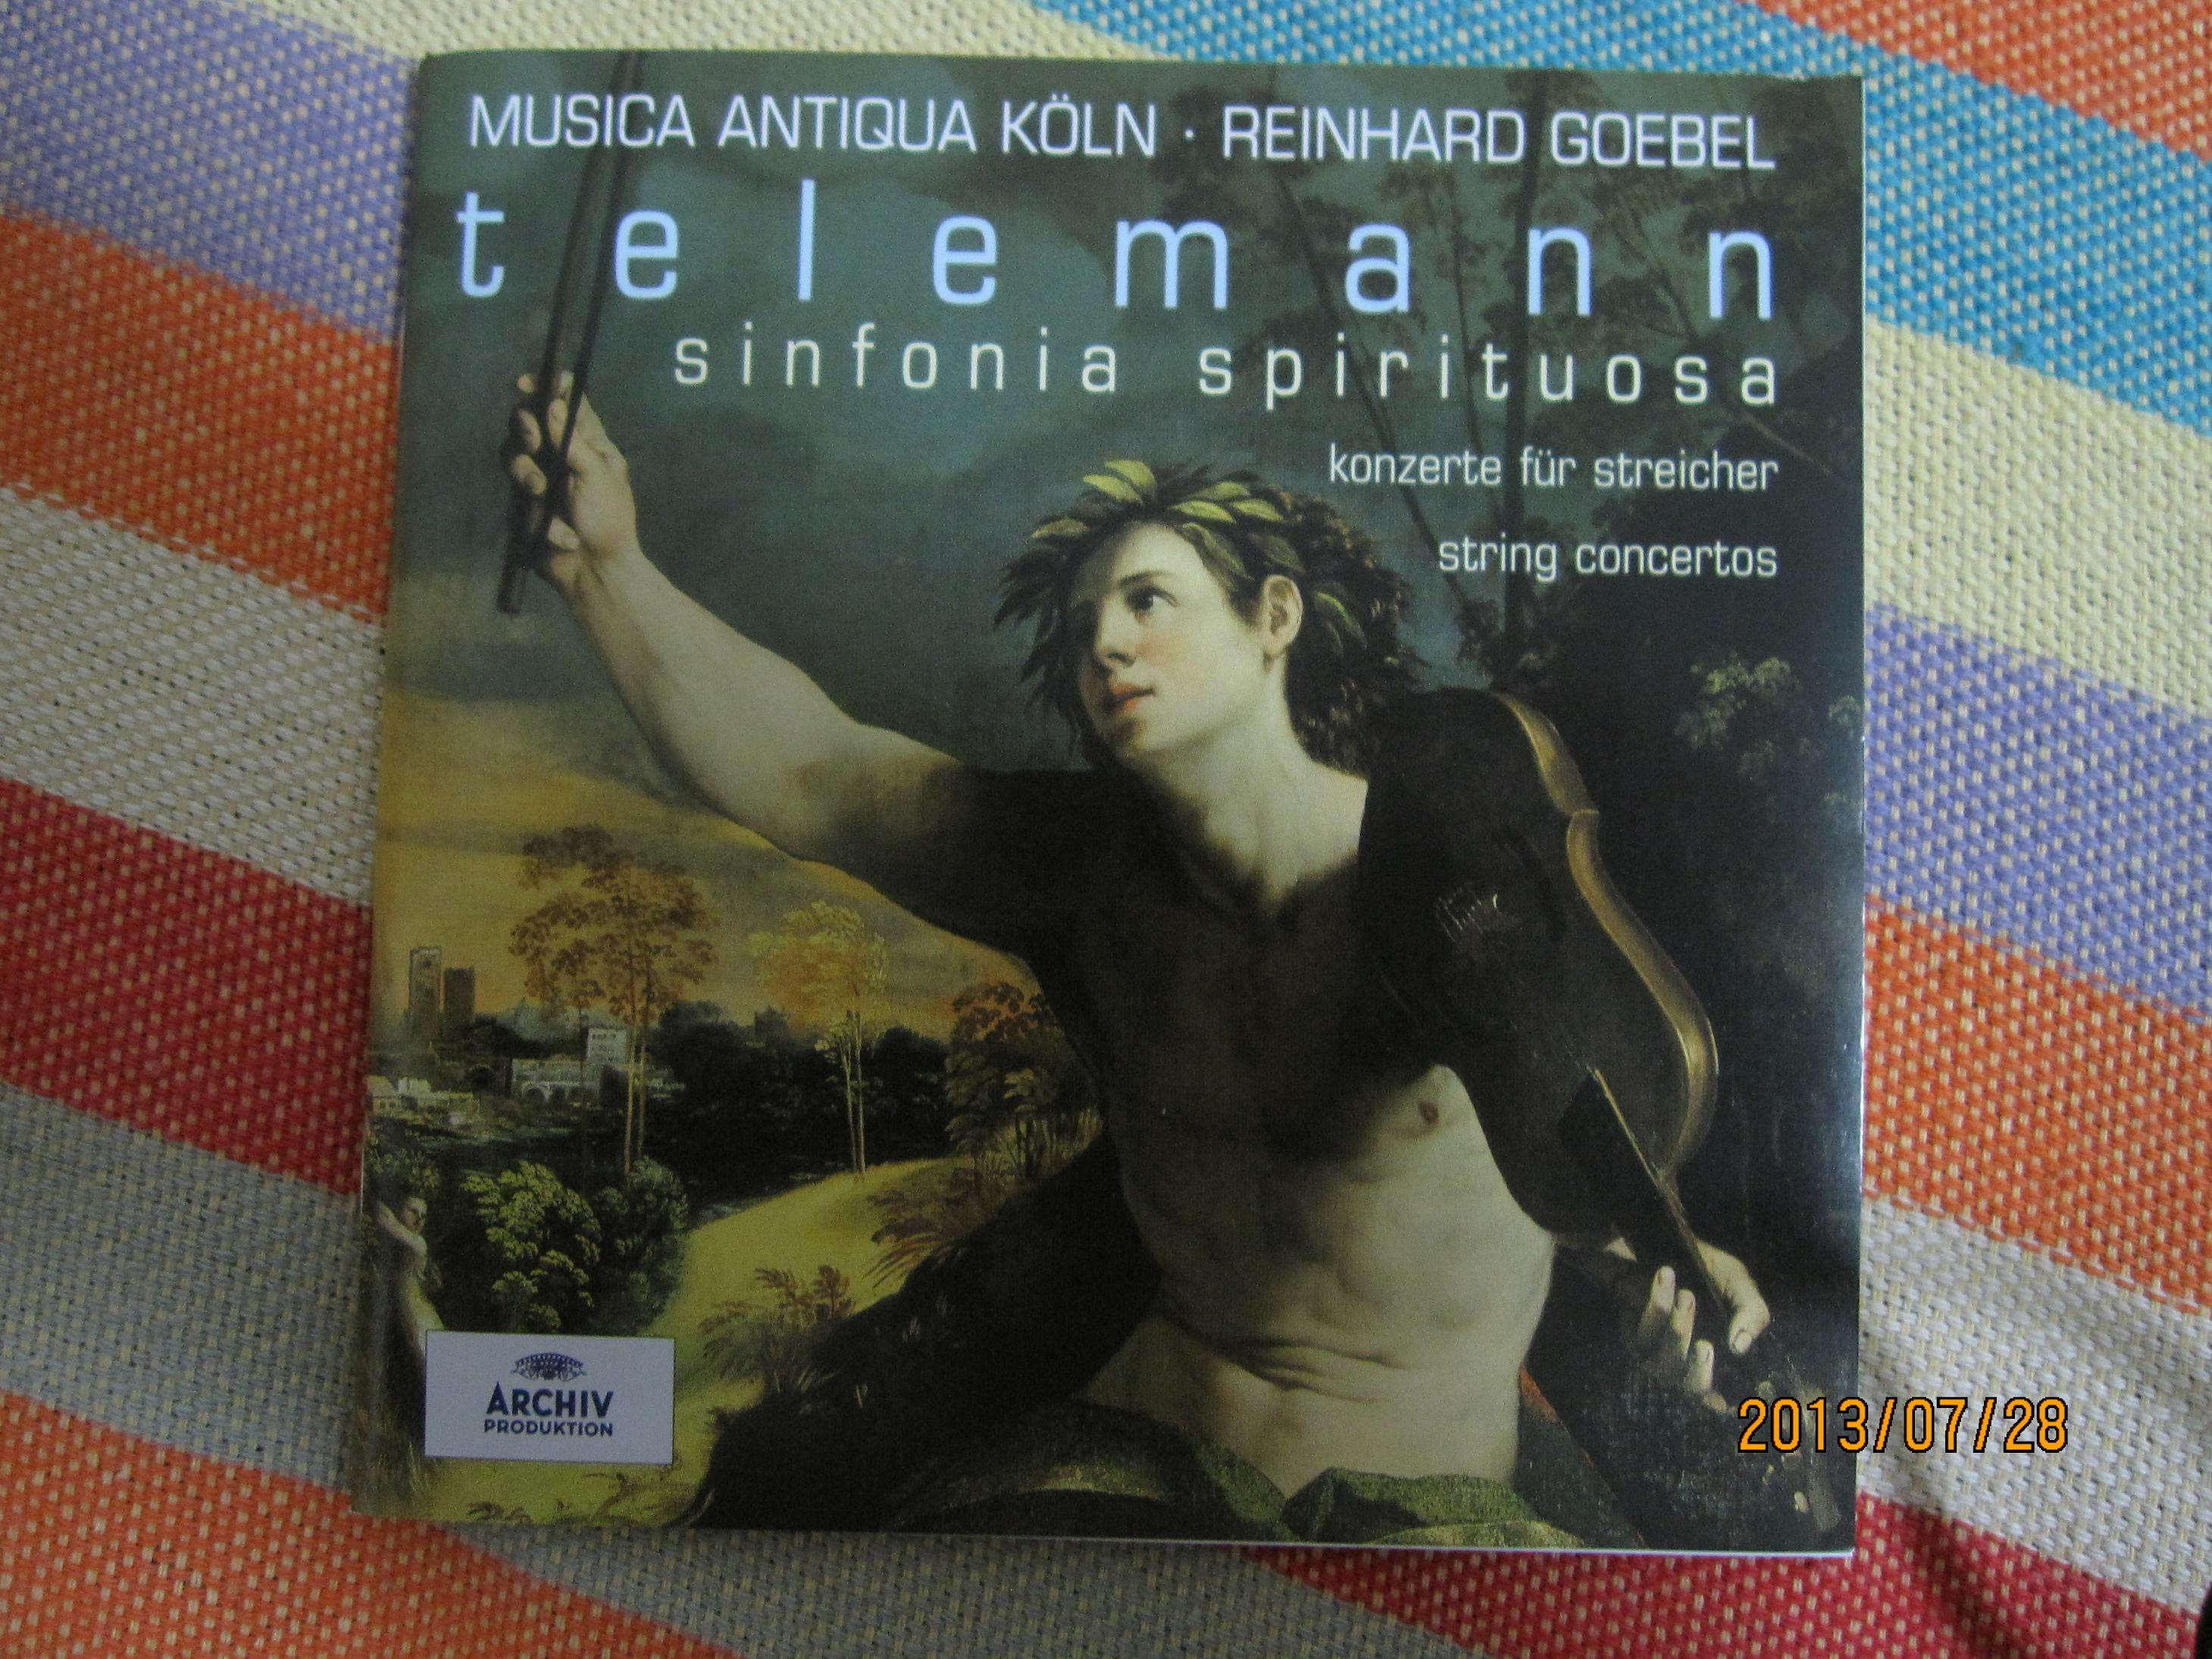 MUSICA ANTIQUA KÖLN · REINHARD GOEBEL
telemann
sinfonia spirituosa
konzerte für streicher
string concertos
ARCHIV
PRODUKTION
2013/07/28